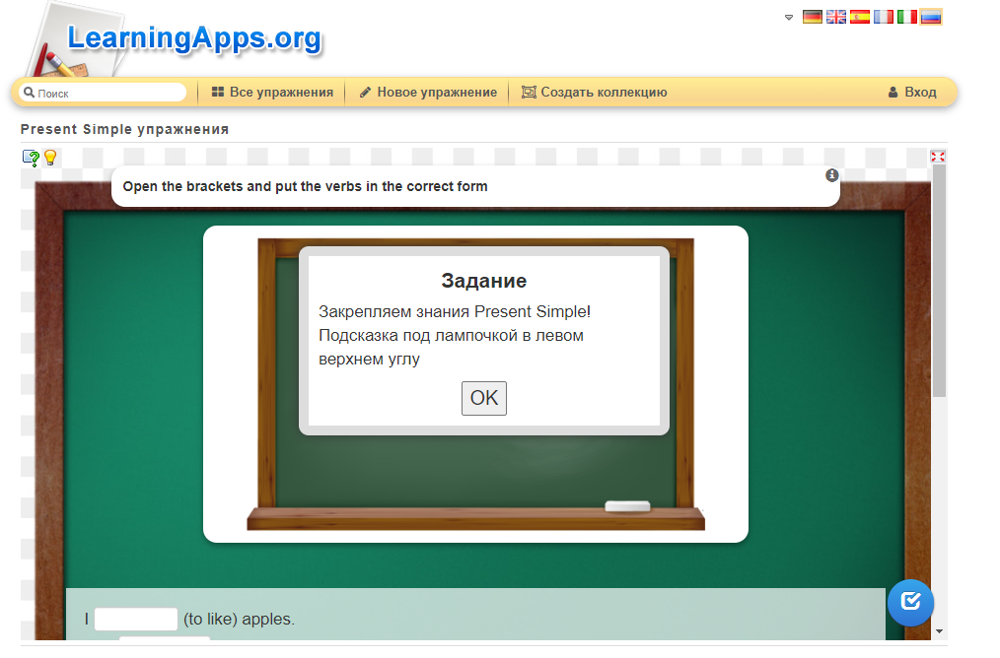 LearningApps.org
Поиск
Все упражнения
Новое упражнение
Создать коллекцию
Вход
Present Simple упражнения
Open the brackets and put the verbs in the correct form
Задание
Закрепляем знания Present Simple!
Подсказка под лампочкой в левом
верхнем углу
OK
I (to like) apples.